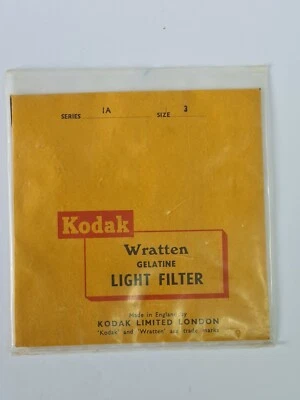 SERIES 1A SIZE 3
Kodak
Wratten
GELATINE
LIGHT FILTER
Made in England by
KODAK LIMITED LONDON
'Kodak' and 'Wratten' are trade marks